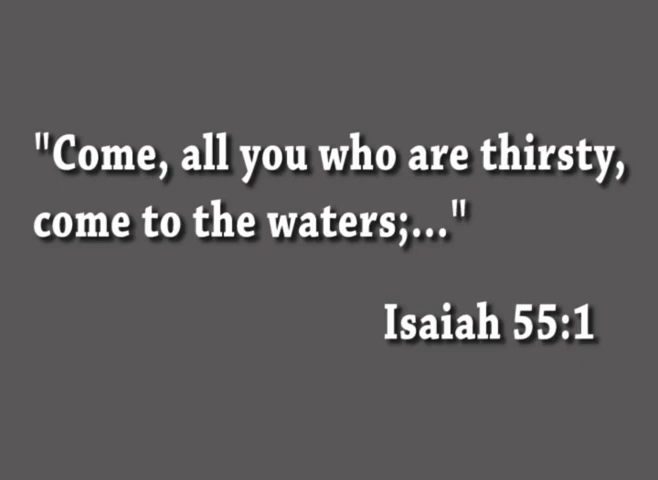 "Come, all you who are thirsty,
come to the waters;..."
Isaiah 55:1